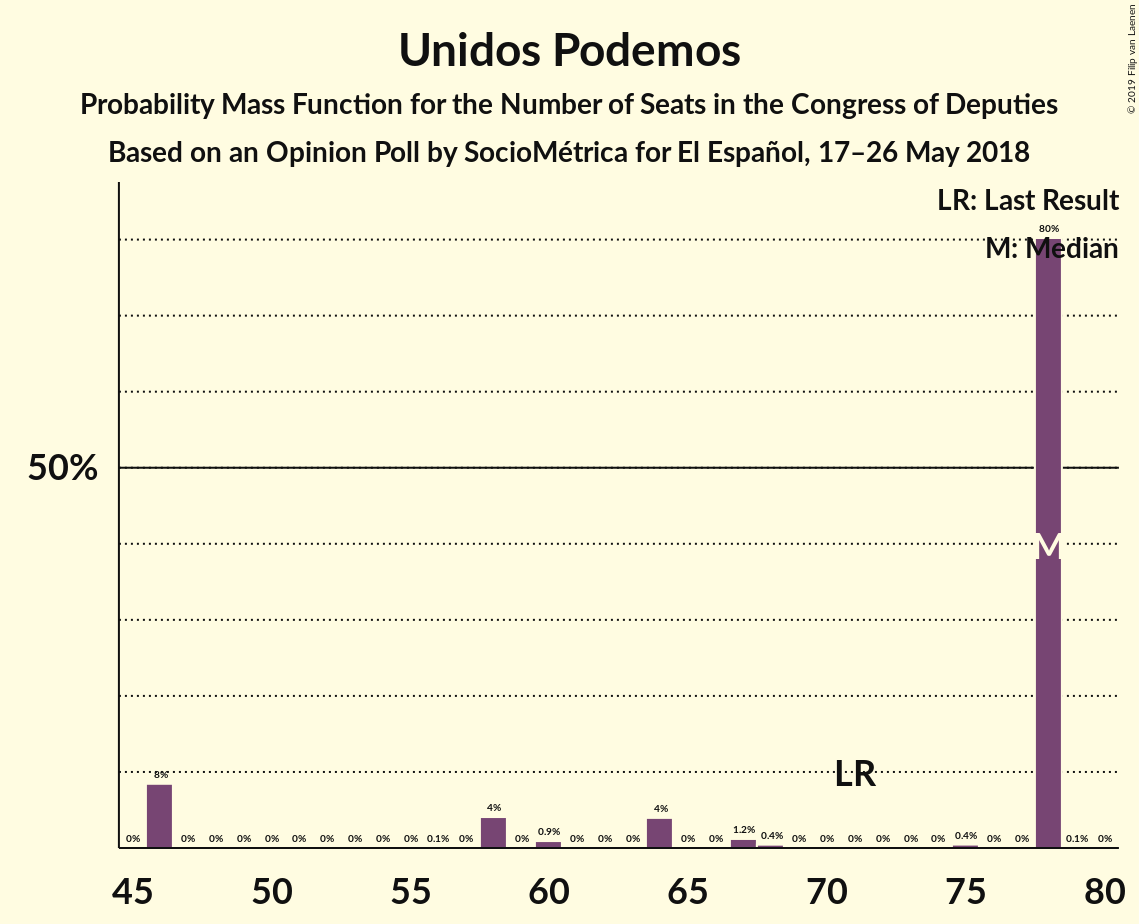 Unidos Podemos
Probability Mass Function for the Number of Seats in the Congress of Deputies
Based on an Opinion Poll by SocioMétrica for El Español, 17–26 May 2018
© 2019 Filip van Laenen
LR: Last Result
M: Median
80%
50%
M
LR
0% 8% 0% 0% 0% 0% 0% 0% 0% 0% 0% 0.1% 0% 4% 0% 0.9% 0% 0% 0% 4% 0% 0% 1.2% 0.4% 0% 0% 0% 0% 0% 0% 0.4% 0% 0% 0.1% 0%
45 50 55 60 65 70 75 80